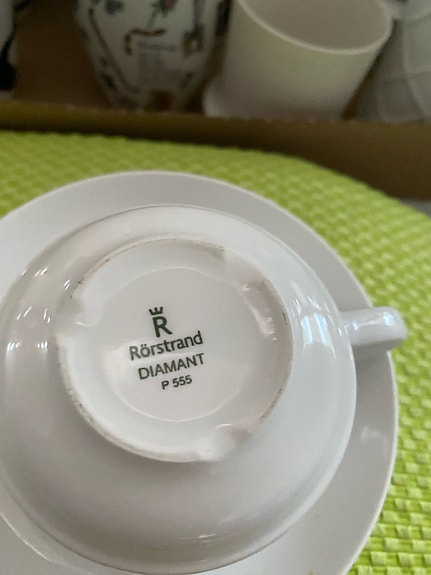 R
Rörstrand
DIAMANT
P 555